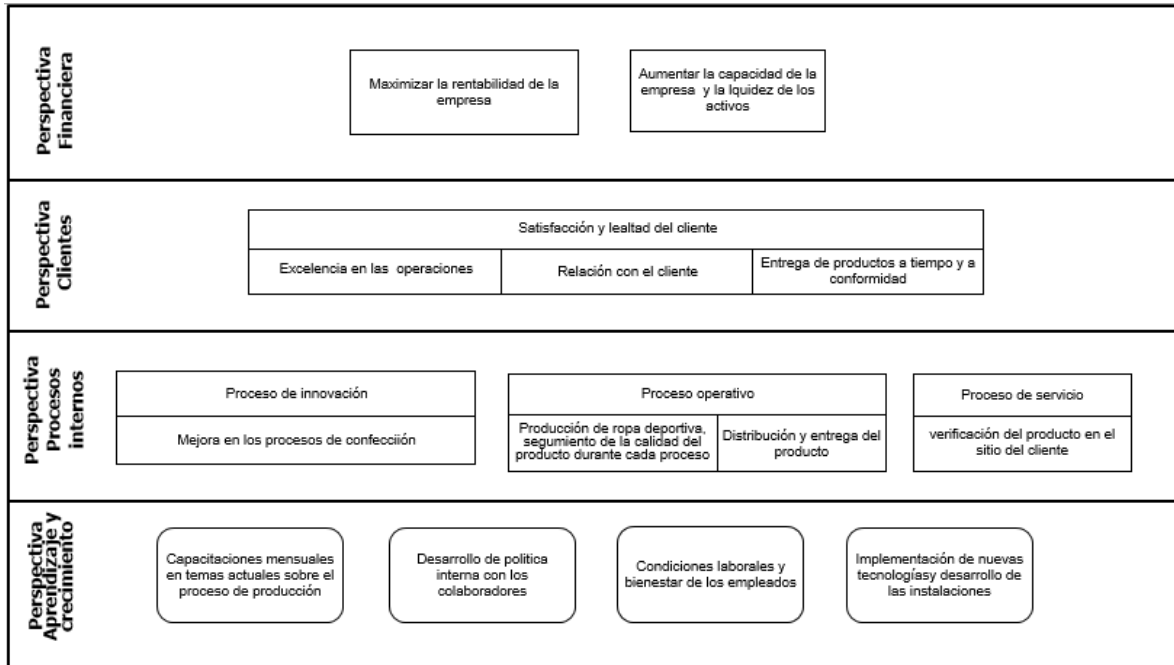 Perspectiva
Financiera
Maximizar la rentabilidad de la
empresa
Aumentar la capacidad de la
empresa y la lquidez de los
activos
Perspectiva
Clientes
Satisfacción y lealtad del cliente
Excelencia en las operaciones
Relación con el cliente
Entrega de productos a tiempo y a
conformidad
Perspectiva
Procesos
internos
Proceso de innovación
Mejora en los procesos de confecciión
Proceso operativo
Producción de ropa deportiva,
segumiento de la calidad del
producto durante cada proceso
Distribución y entrega del
producto
Proceso de servicio
verificación del producto en el
sitio del cliente
Perspectiva
Aprendizaje y
crecimiento
Capacitaciones mensuales
en temas actuales sobre el
proceso de producción
Desarrollo de politica
interna con los
colaboradores
Condiciones laborales y
bienestar de los empleados
Implementación de nuevas
tecnologíasy desarrollo de
las instalaciones